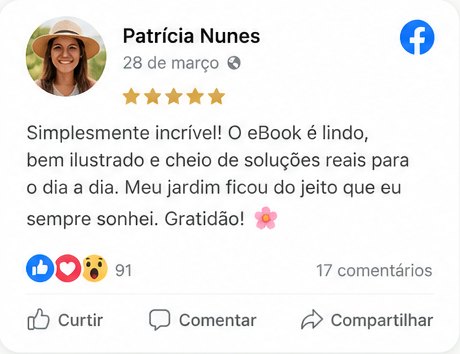 Patrícia Nunes
28 de março
Simplesmente incrível! O eBook é lindo,
bem ilustrado e cheio de soluções reais para
o dia a dia. Meu jardim ficou do jeito que eu
sempre sonhei. Gratidão! 🌸
91
17 comentários
Curtir
Comentar
Compartilhar